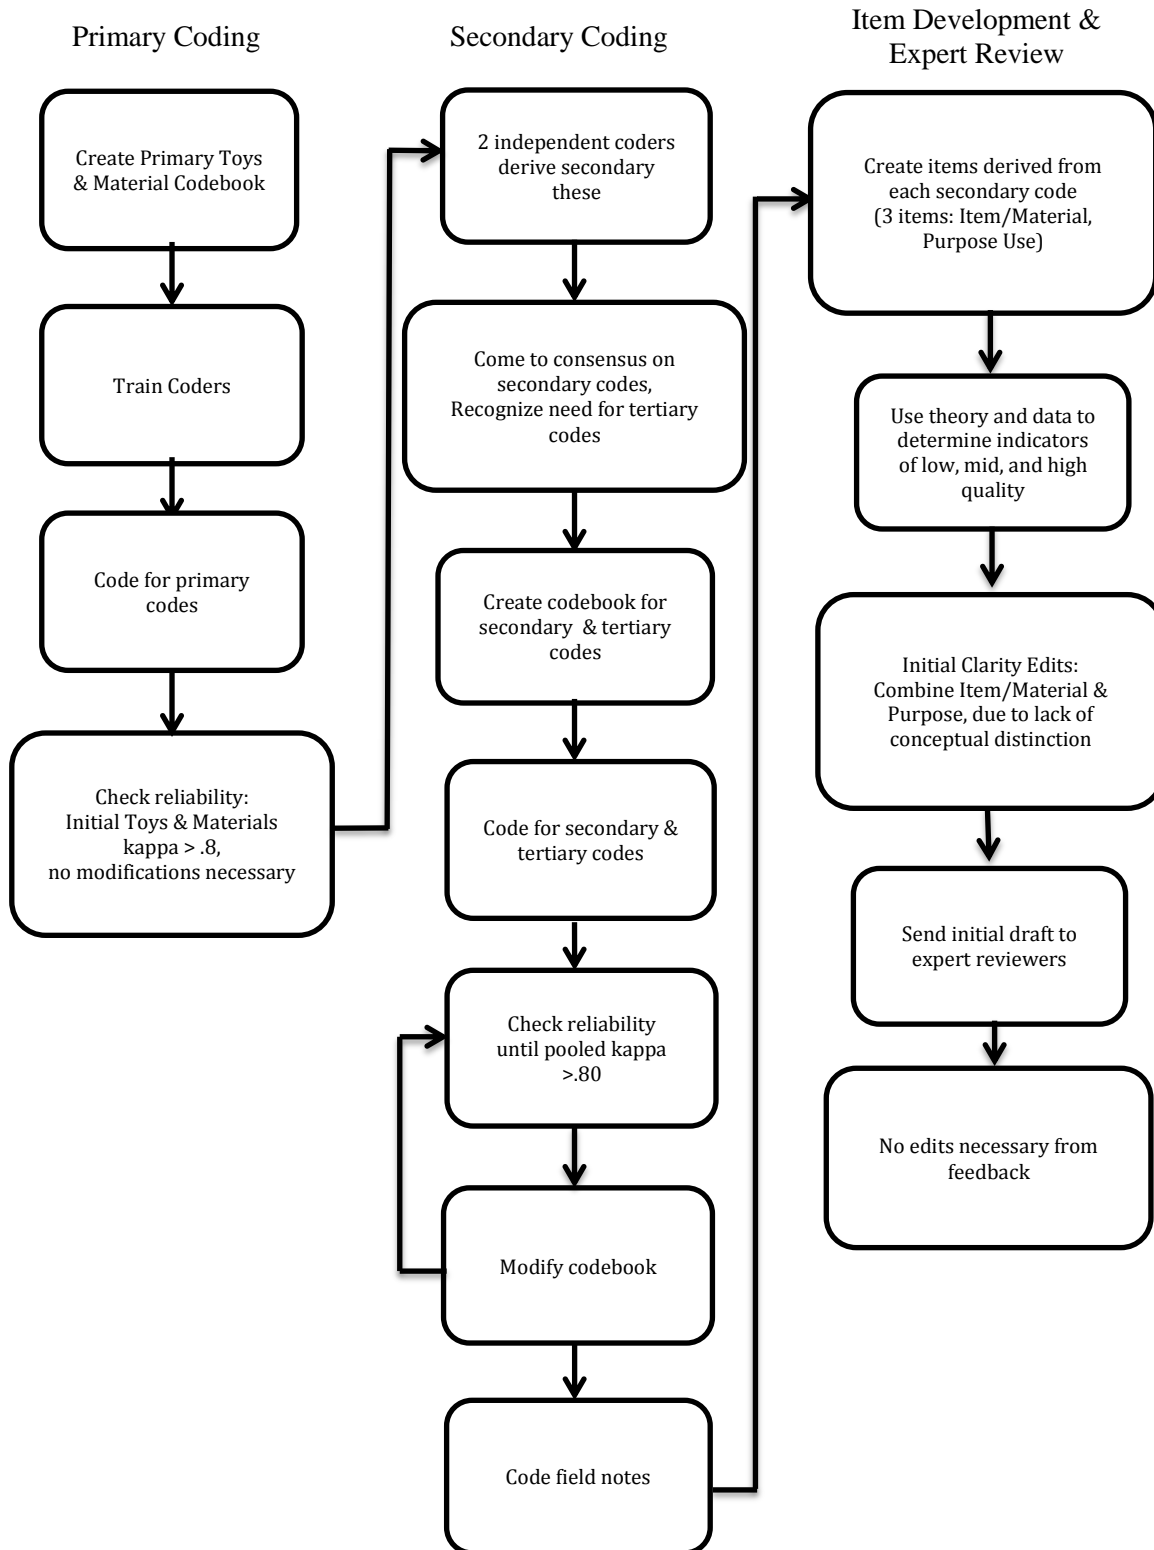 Primary Coding
Create Primary Toys
& Material Codebook
Train Coders
Code for primary
codes
Check reliability:
Initial Toys & Materials
kappa > .8,
no modifications necessary
Secondary Coding
2 independent coders
derive secondary
these
Come to consensus on
secondary codes,
Recognize need for tertiary
codes
Create codebook for
secondary & tertiary
codes
Code for secondary &
tertiary codes
Check reliability
until pooled kappa
>.80
Modify codebook
Code field notes
Item Development &
Expert Review
Create items derived from
each secondary code
(3 items: Item/Material,
Purpose Use)
Use theory and data to
determine indicators
of low, mid, and high
quality
Initial Clarity Edits:
Combine Item/Material &
Purpose, due to lack of
conceptual distinction
Send initial draft to
expert reviewers
No edits necessary from
feedback